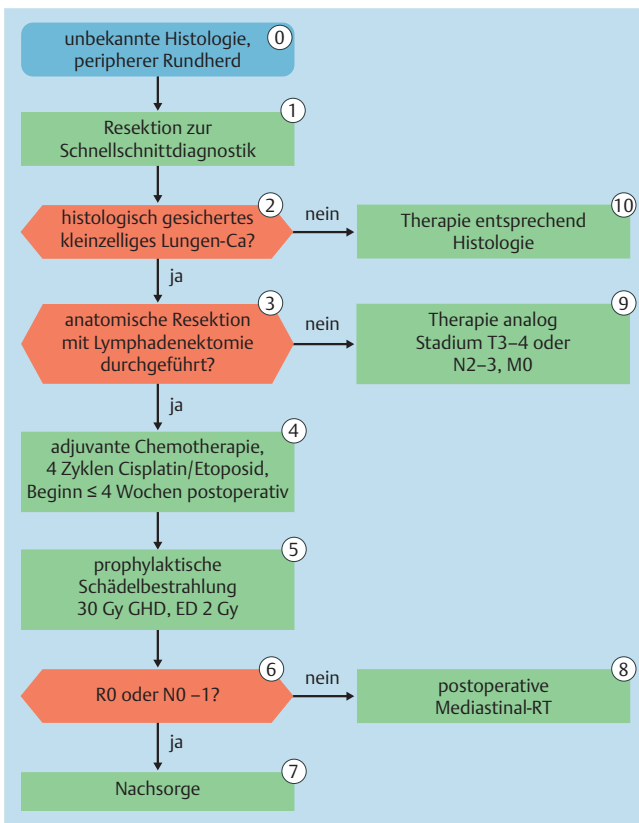 unbekannte Histologie,
peripherer Rundherd
0
1
Resektion zur
Schnellschnittdiagnostik
2
histologisch gesichertes
kleinzelliges Lungen-Ca?
nein
10
Therapie entsprechend
Histologie
ja
3
anatomische Resektion
mit Lymphadenektomie
durchgeführt?
nein
9
Therapie analog
Stadium T3–4 oder
N2–3, M0
ja
4
adjuvante Chemotherapie,
4 Zyklen Cisplatin/Etoposid,
Beginn ≤ 4 Wochen postoperativ
5
prophylaktische
Schädelbestrahlung
30 Gy GHD, ED 2 Gy
6
R0 oder N0 –1?
nein
8
postoperative
Mediastinal-RT
ja
7
Nachsorge